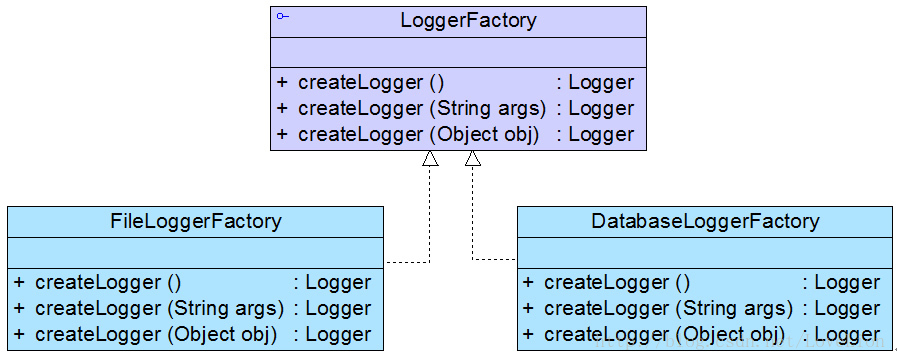 LoggerFactory
+ createLogger () : Logger
+ createLogger (String args) : Logger
+ createLogger (Object obj) : Logger
FileLoggerFactory
+ createLogger () : Logger
+ createLogger (String args) : Logger
+ createLogger (Object obj) : Logger
DatabaseLoggerFactory
+ createLogger () : Logger
+ createLogger (String args) : Logger
+ createLogger (Object obj) : Logger